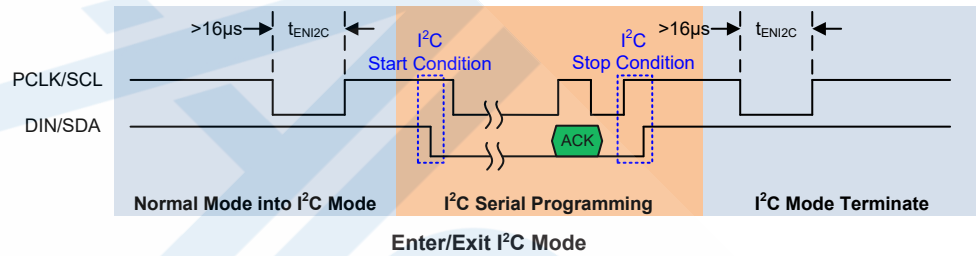 >16µs tENI2C I²C >16µs tENI2C
Start Condition
I²C
Stop Condition
PCLK/SCL
DIN/SDA
ACK
Normal Mode into I²C Mode I²C Serial Programming I²C Mode Terminate
Enter/Exit I²C Mode